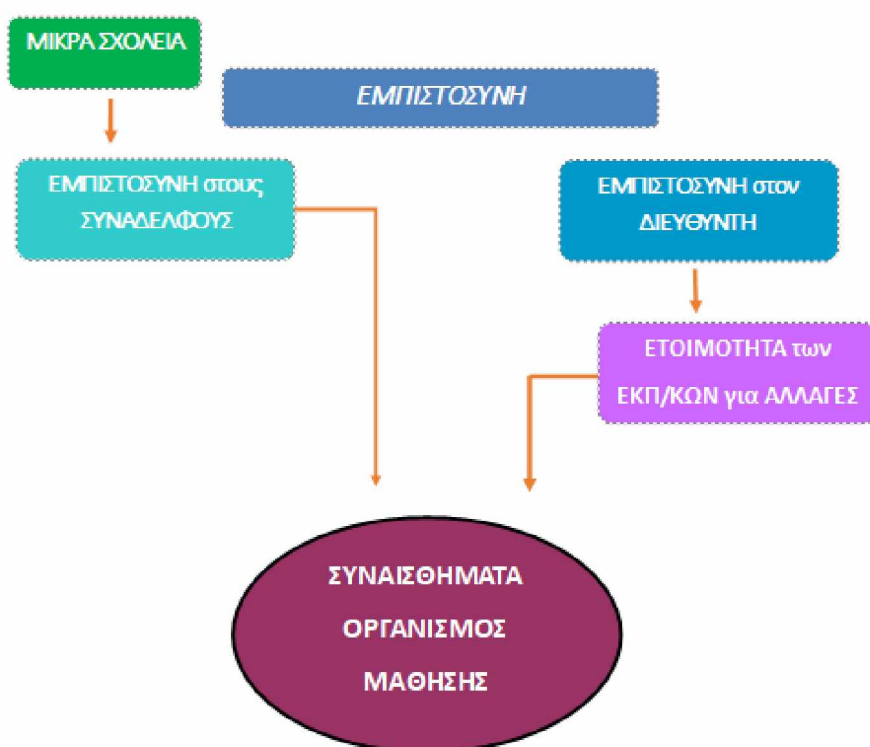 ΜΙΚΡΑ ΣΧΟΛΕΙΑ
ΕΜΠΙΣΤΟΣΥΝΗ
ΕΜΠΙΣΤΟΣΥΝΗ στους
ΣΥΝΑΔΕΛΦΟΥΣ
ΕΜΠΙΣΤΟΣΥΝΗ στον
ΔΙΕΥΘΥΝΤΗ
ΕΤΟΙΜΟΤΗΤΑ των
ΕΚΠ/ΚΩΝ για ΑΛΛΑΓΕΣ
ΣΥΝΑΙΣΘΗΜΑΤΑ
ΟΡΓΑΝΙΣΜΟΣ
ΜΑΘΗΣΗΣ